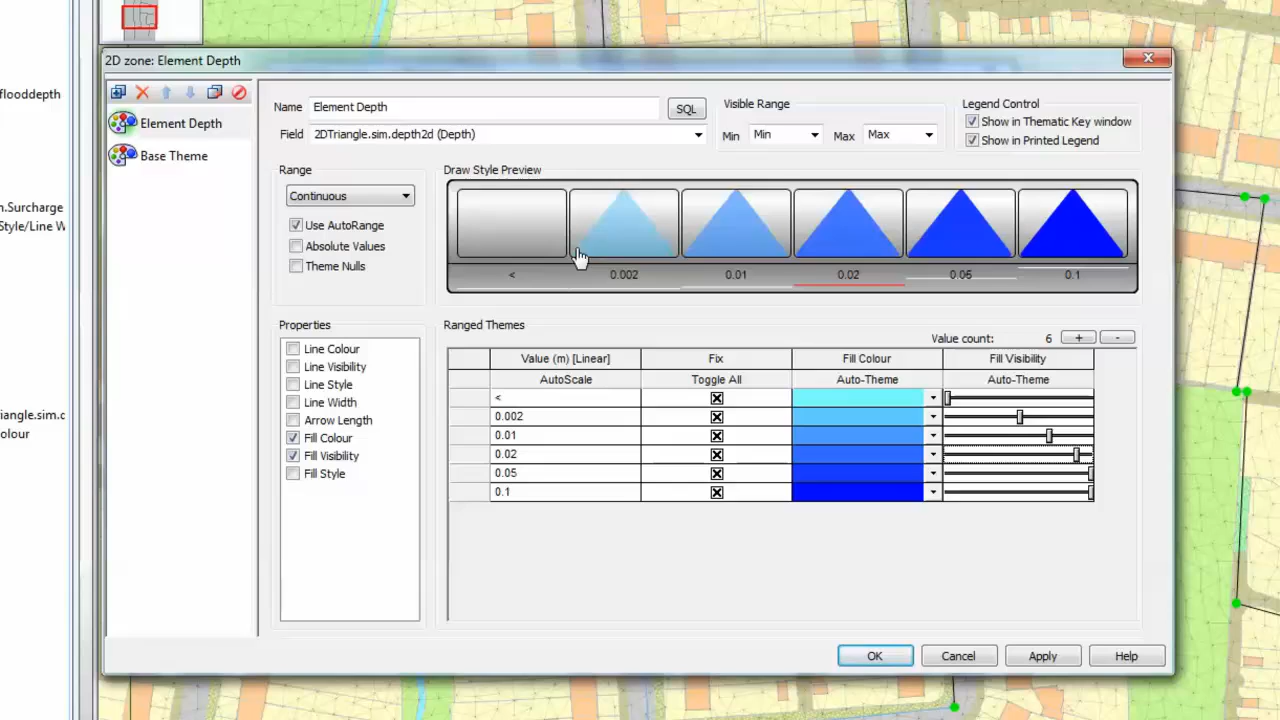 2D zone: Element Depth
flooddepth
n.Surcharge
Style/Line W
iangle.sim.c
olour
Element Depth
Base Theme
Name Element Depth SQL
Field 2DTriangle.sim.depth2d (Depth)
Visible Range
Min Min Max Max
Legend Control
Show in Thematic Key window
Show in Printed Legend
Range
Continuous
Use AutoRange
Absolute Values
Theme Nulls
Draw Style Preview
< 0.002 0.01 0.02 0.05 0.1
Properties
Line Colour
Line Visibility
Line Style
Line Width
Arrow Length
Fill Colour
Fill Visibility
Fill Style
Ranged Themes
Value count: 6 + -
Value (m) [Linear] Fix Fill Colour Fill Visibility
AutoScale Toggle All Auto-Theme Auto-Theme
<
0.002
0.01
0.02
0.05
0.1
OK Cancel Apply Help